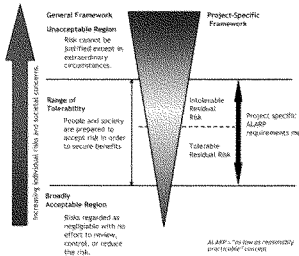 General Framework
Project-Specific
Framework
Unacceptable Region
Risk cannot be
justified except in
extraordinary
circumstances.
Increasing individual risks and societal concerns.
Range of
Tolerability
People and society
are prepared to
accept risk in order
to secure benefits
Intolerable
Residual
Risk
Tolerable
Residual Risk
Project specific
ALARP
requirements me
Broadly
Acceptable Region
Risks regarded as
negligible with no
effort to review,
control, or reduce
the risk.
ALARP = "as low as reasonably
practicable" concept